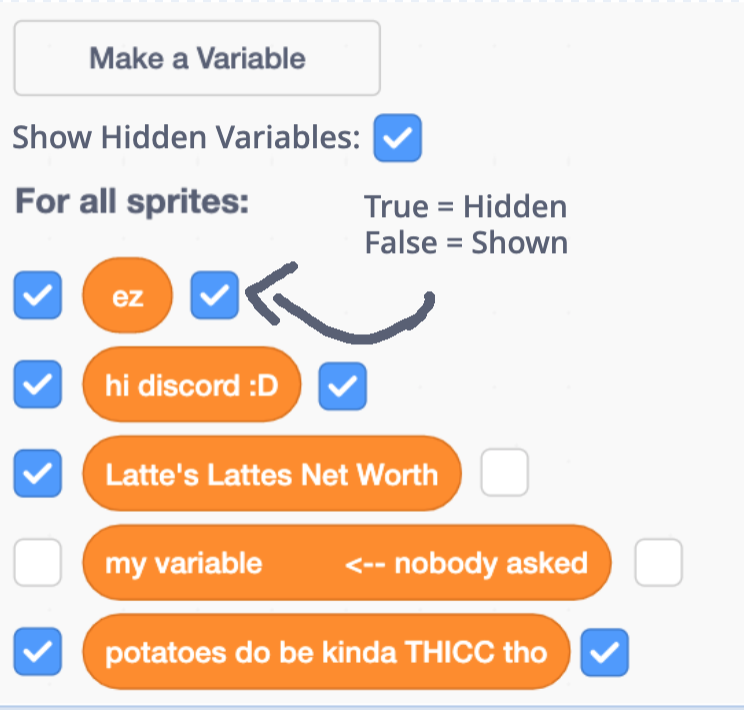 Make a Variable
Show Hidden Variables:
For all sprites:
True = Hidden
False = Shown
ez
hi discord :D
Latte's Lattes Net Worth
my variable <-- nobody asked
potatoes do be kinda THICC tho